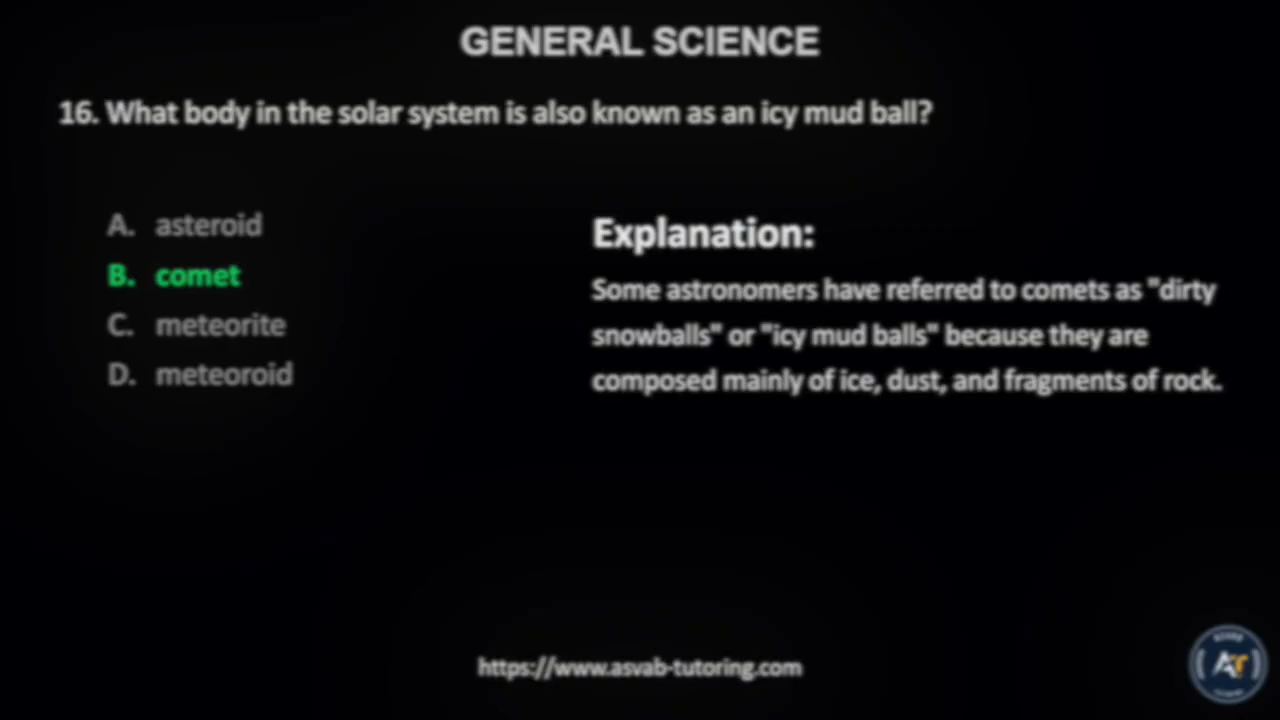 GENERAL SCIENCE
16. What body in the solar system is also known as an icy mud ball?
A. asteroid
B. comet
C. meteorite
D. meteoroid
Explanation:
Some astronomers have referred to comets as "dirty
snowballs" or "icy mud balls" because they are
composed mainly of ice, dust, and fragments of rock.
https://www.asvab-tutoring.com
AT